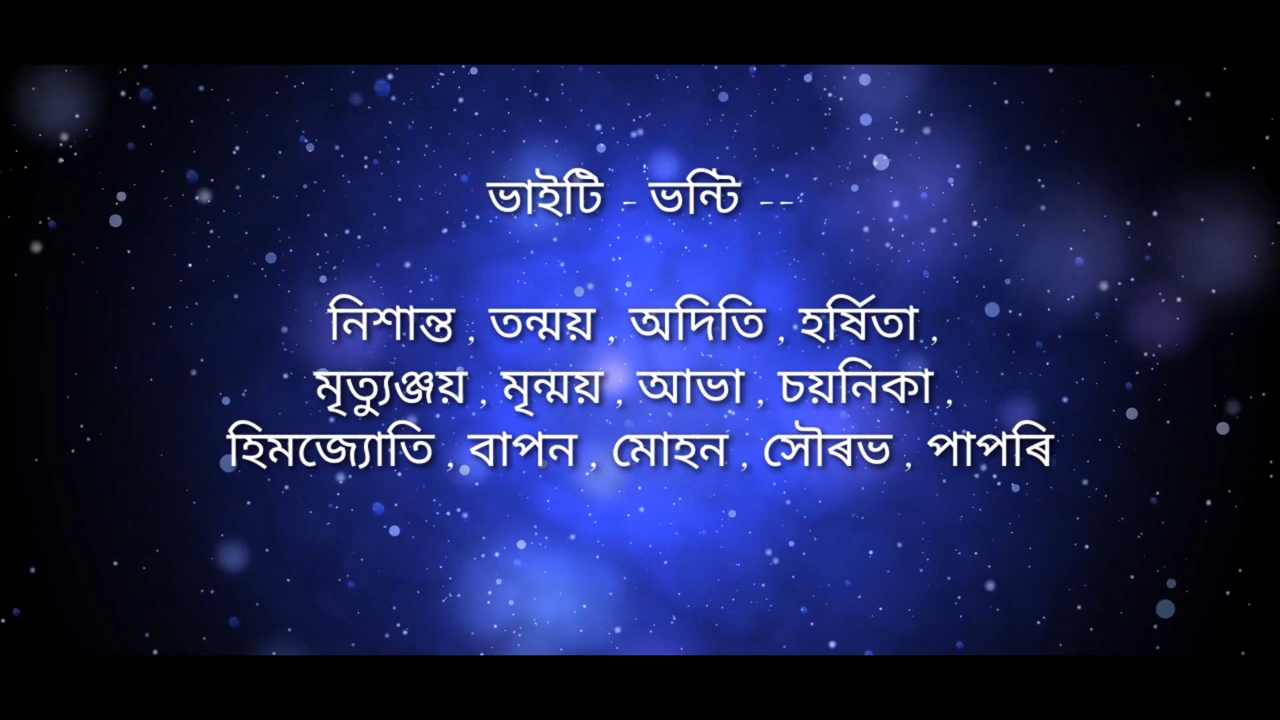 ভাইটি - ভন্টি --
নিশান্ত , তন্ময় , অদিতি , হৰ্ষিতা ,
মৃত্যুঞ্জয় , মৃন্ময় , আভা , চয়নিকা ,
হিমজ্যোতি , বাপন , মোহন , সৌৰভ , পাপৰি